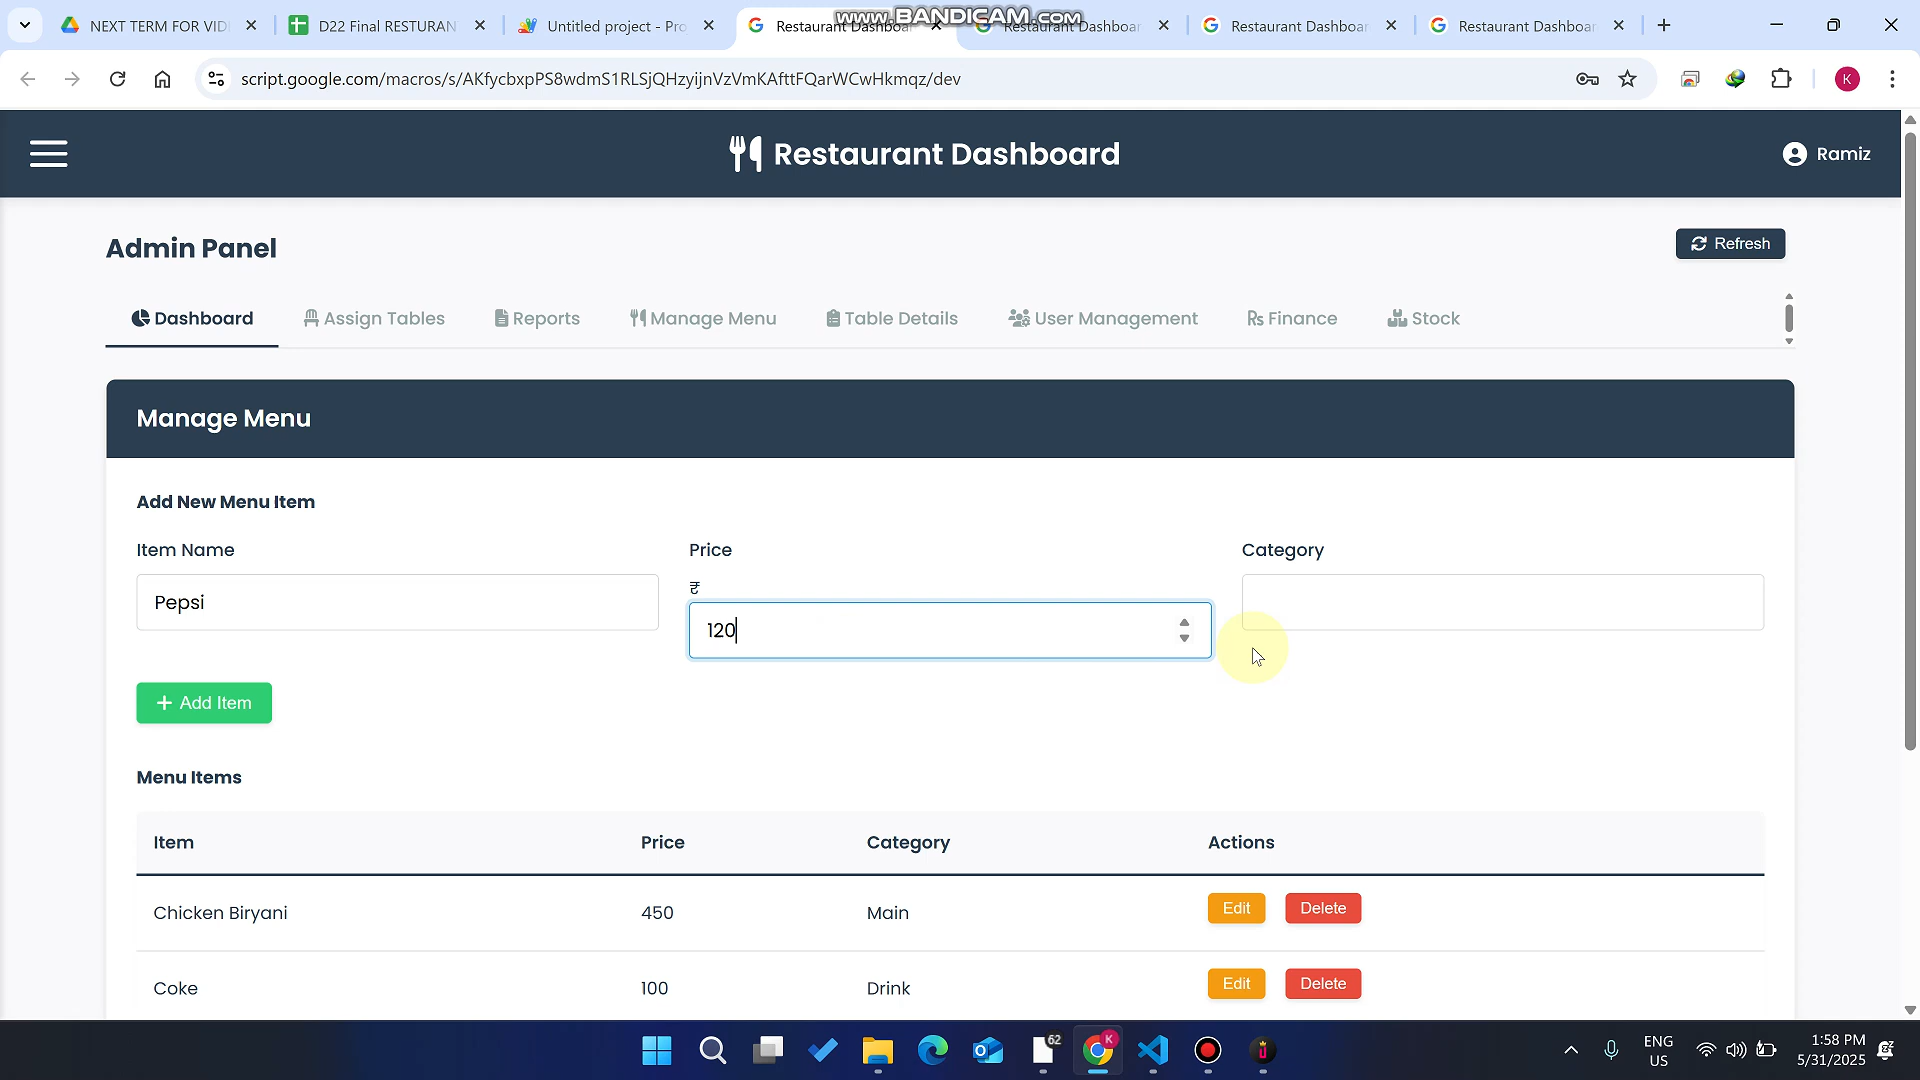 NEXT TERM FOR VID
D22 Final RESTURAN
Untitled project - Pro
Restaurant Dashboar
Restaurant Dashboar
Restaurant Dashboar
Restaurant Dashboar
www.BANDICAM.com
script.google.com/macros/s/AKfycbxpPS8wdmS1RLSjQHzyijnVzVmKAfttFQarWCwHkmqz/dev
K
Restaurant Dashboard
Ramiz
Admin Panel
Refresh
Dashboard
Assign Tables
Reports
Manage Menu
Table Details
User Management
₨ Finance
Stock
Manage Menu
Add New Menu Item
Item Name
Price
Category
₹
Pepsi
120
+ Add Item
Menu Items
Item Price Category Actions
Chicken Biryani 450 Main Edit Delete
Coke 100 Drink Edit Delete
62
K
ENG
US
1:58 PM
5/31/2025